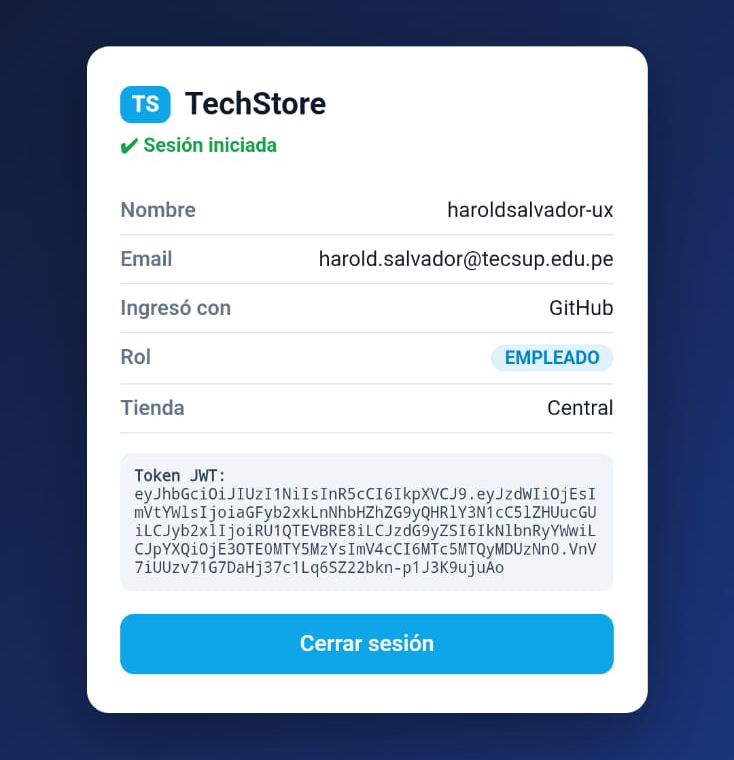 TS TechStore
✔ Sesión iniciada
Nombre haroldsalvador-ux
Email harold.salvador@tecsup.edu.pe
Ingresó con GitHub
Rol EMPLEADO
Tienda Central
Token JWT:
eyJhbGciOiJIUzI1NiIsInR5cCI6IkpXVCJ9.eyJzdWIiOjEsI
mVtYWlsIjoiaGFyb2xkLnNhbHZhZG9yQHRlY3N1cC5lZHUucGU
iLCJyb2xlIjoiRU1QTEVBRE8iLCJzdG9yZSI6IkNlbnRyYWwiL
CJpYXQiOjE3OTE0MTY5MzYsImV4cCI6MTc5MTQyMDUzNn0.VnV
7iUUzv71G7DaHj37c1Lq6SZ22bkn-p1J3K9ujuAo
Cerrar sesión